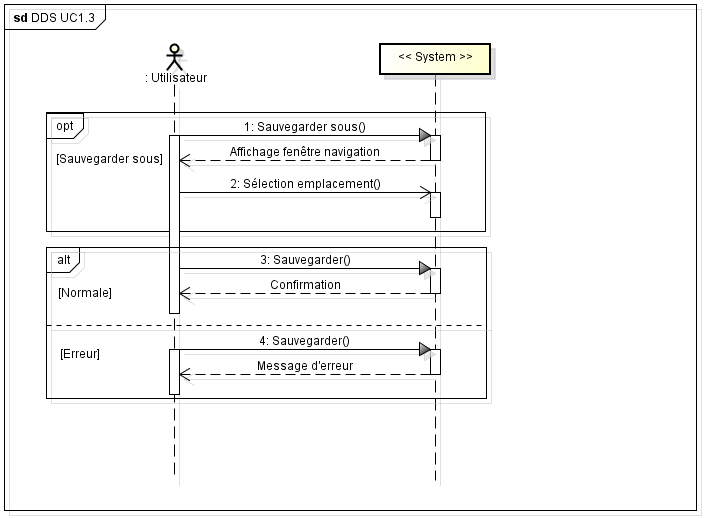 sd DDS UC1.3
: Utilisateur
<< System >>
opt
1: Sauvegarder sous()
[Sauvegarder sous]
Affichage fenêtre navigation
2: Sélection emplacement()
alt
3: Sauvegarder()
[Normale]
Confirmation
4: Sauvegarder()
[Erreur]
Message d'erreur